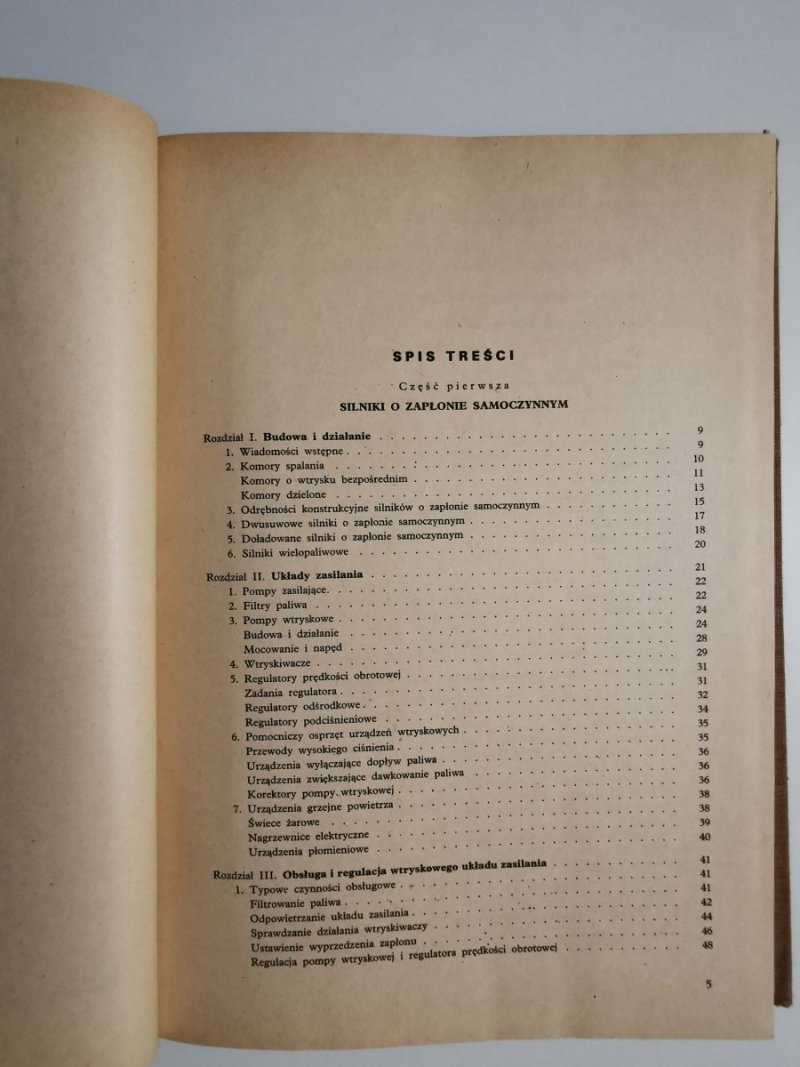 SPIS TREŚCI
Część pierwsza
SILNIKI O ZAPŁONIE SAMOCZYNNYM
Rozdział I. Budowa i działanie . . . . . 9
1. Wiadomości wstępne . . . . . 9
2. Komory spalania . . . . . 10
Komory o wtrysku bezpośrednim . . . . . 11
Komory dzielone . . . . . 13
3. Odrębności konstrukcyjne silników o zapłonie samoczynnym . . . . . 15
4. Dwusuwowe silniki o zapłonie samoczynnym . . . . . 17
5. Doładowane silniki o zapłonie samoczynnym . . . . . 18
6. Silniki wielopaliwowe . . . . . 20
Rozdział II. Układy zasilania . . . . . 21
1. Pompy zasilające . . . . . 22
2. Filtry paliwa . . . . . 22
3. Pompy wtryskowe . . . . . 24
Budowa i działanie . . . . . 24
Mocowanie i napęd . . . . . 28
4. Wtryskiwacze . . . . . 29
5. Regulatory prędkości obrotowej . . . . . 31
Zadania regulatora . . . . . 31
Regulatory odśrodkowe . . . . . 32
Regulatory podciśnieniowe . . . . . 34
6. Pomocniczy osprzęt urządzeń wtryskowych . . . . . 35
Przewody wysokiego ciśnienia . . . . . 35
Urządzenia wyłączające dopływ paliwa . . . . . 36
Urządzenia zwiększające dawkowanie paliwa . . . . . 36
Korektory pompy wtryskowej . . . . . 36
7. Urządzenia grzejne powietrza . . . . . 38
Świece żarowe . . . . . 38
Nagrzewnice elektryczne . . . . . 39
Urządzenia płomieniowe . . . . . 40
Rozdział III. Obsługa i regulacja wtryskowego układu zasilania . . . . . 41
1. Typowe czynności obsługowe . . . . . 41
Filtrowanie paliwa . . . . . 41
Odpowietrzanie układu zasilania . . . . . 42
Sprawdzanie działania wtryskiwaczy . . . . . 44
Ustawienie wyprzedzenia zapłonu . . . . . 46
Regulacja pompy wtryskowej i regulatora prędkości obrotowej . . . . . 48
5